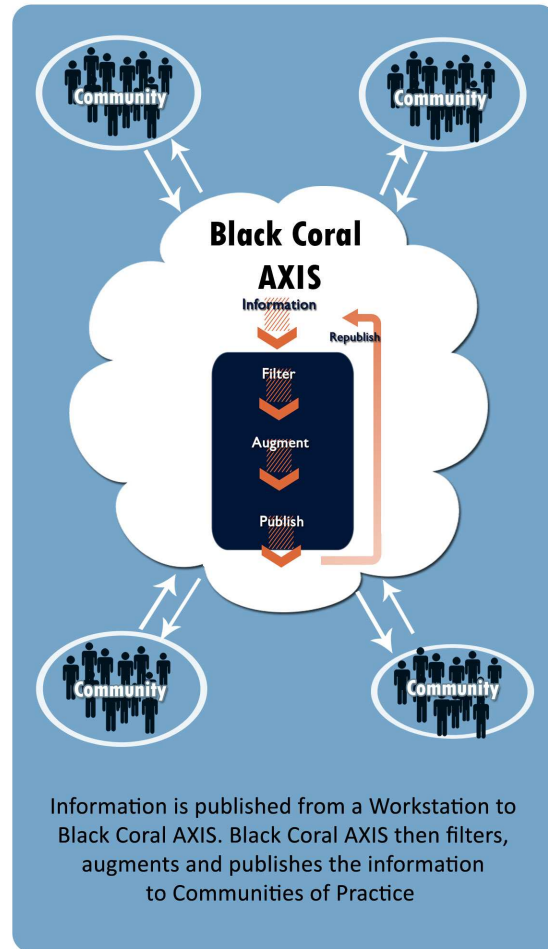 Community
Community
Black Coral
AXIS
Information
Republish
Filter
Augment
Publish
Community
Community
Information is published from a Workstation to
Black Coral AXIS. Black Coral AXIS then filters,
augments and publishes the information
to Communities of Practice